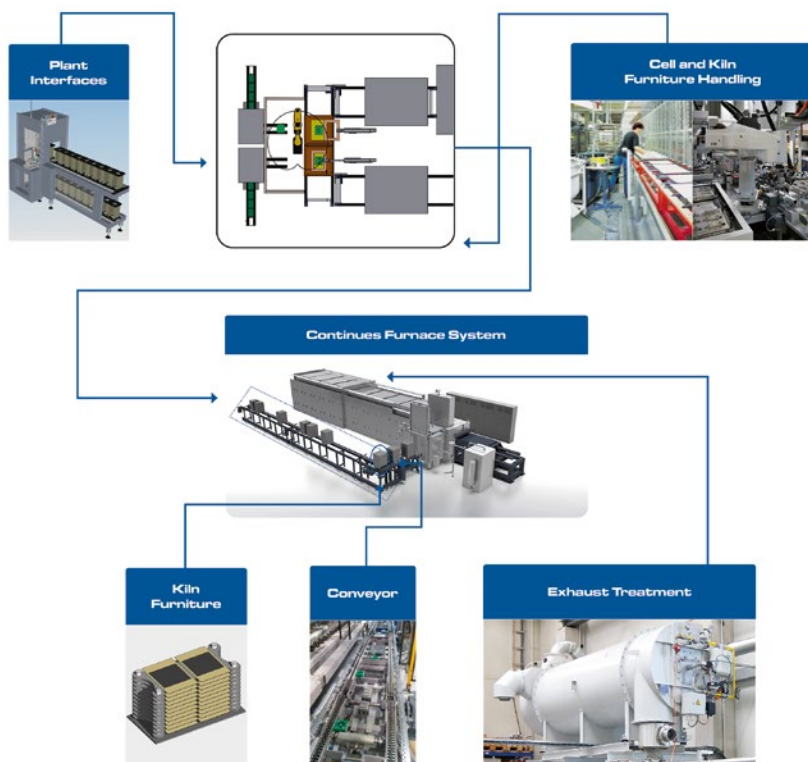 Plant
Interfaces
Cell and Kiln
Furniture Handling
Continues Furnace System
Kiln
Furniture
Conveyor
Exhaust Treatment